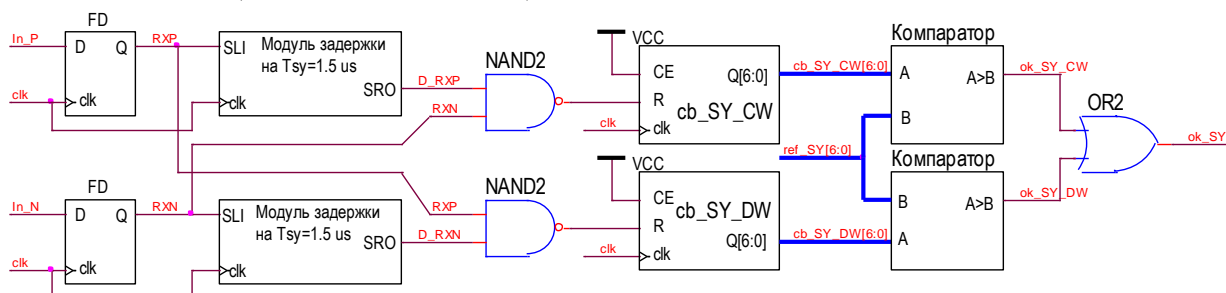 FD
In_P
D
Q
RXP
clk
clk
SLI
Модуль задержки
на Tsy=1.5 us
SRO
clk
D_RXP
RXN
NAND2
VCC
CE
Q[6:0]
R
cb_SY_CW
clk
clk
cb_SY_CW[6:0]
Компаратор
A
A>B
B
ok_SY_CW
ref_SY[6:0]
OR2
ok_SY
FD
In_N
D
Q
RXN
clk
clk
SLI
Модуль задержки
на Tsy=1.5 us
SRO
clk
RXP
D_RXN
NAND2
VCC
CE
cb_SY_DW
R
Q[6:0]
clk
clk
cb_SY_DW[6:0]
Компаратор
B
A>B
A
ok_SY_DW